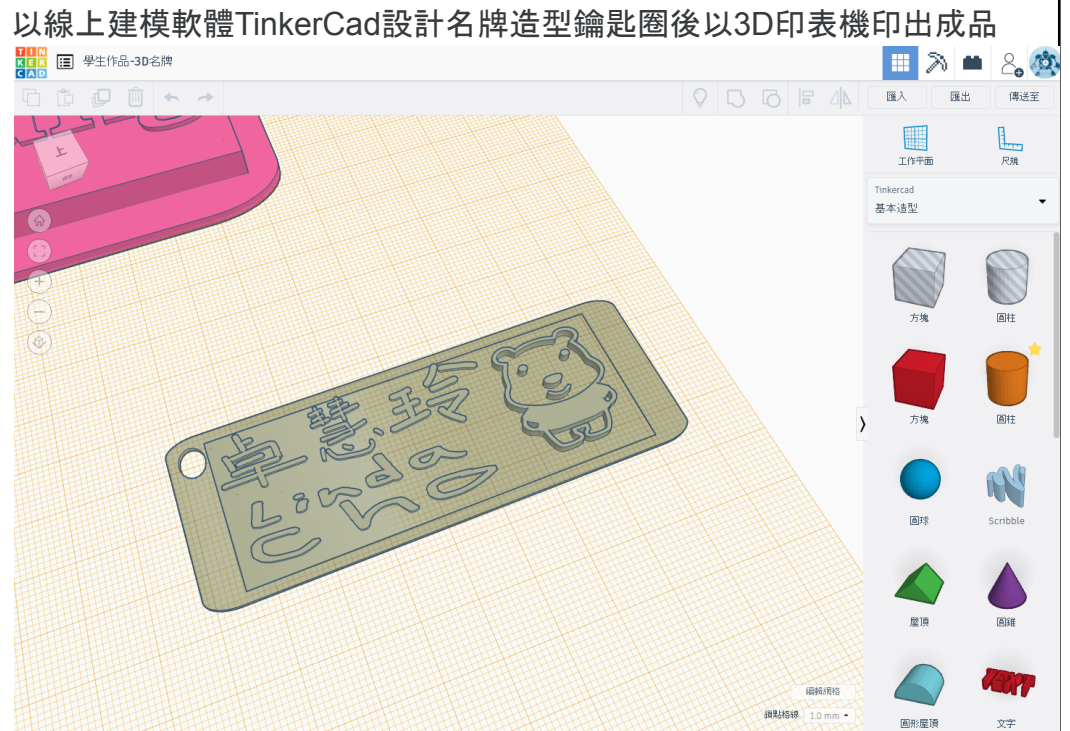 以線上建模軟體TinkerCad設計名牌造型鑰匙圈後以3D印表機印出成品
TIN
KER
CAD
學生作品-3D名牌
匯入
匯出
傳送至
工作平面
尺規
Tinkercad
基本造型
上
方塊
圓柱
方塊
圓柱
圓球
Scribble
屋頂
圓錐
圓形屋頂
文字
TEXT
卓慧玲
Linda
編輯網格
鎖點格線 1.0 mm